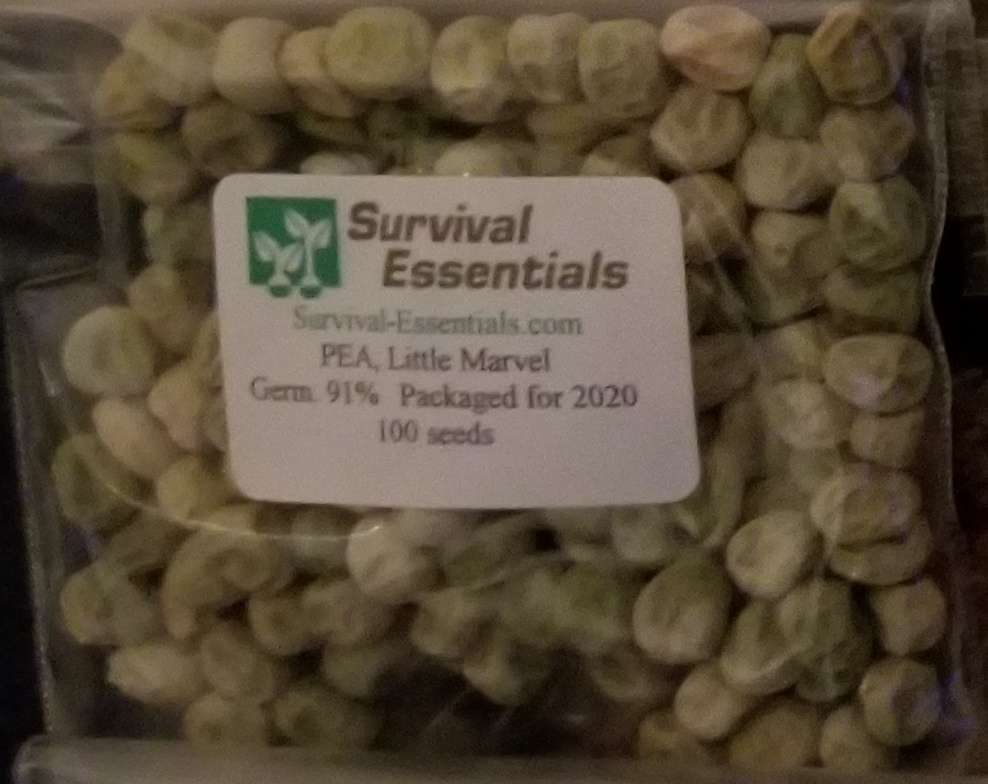 Survival
Essentials
Survival-Essentials.com
PEA, Little Marvel
Germ. 91% Packaged for 2020
100 seeds